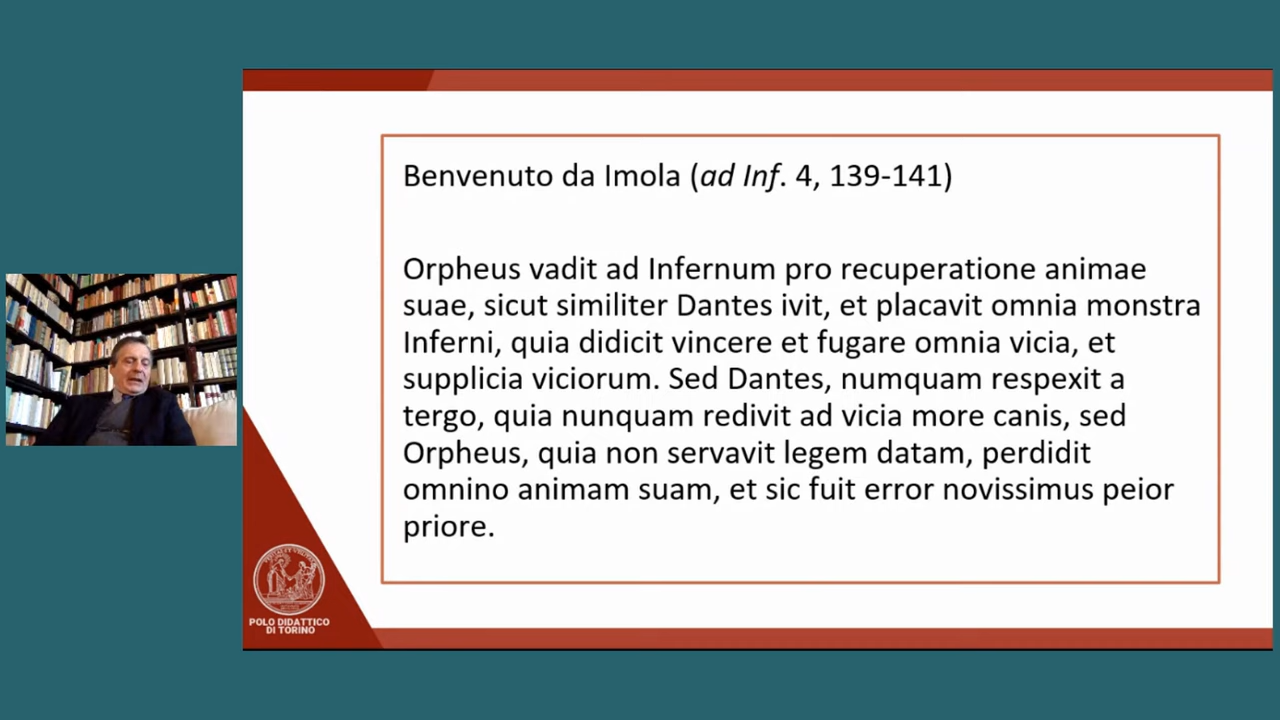 Benvenuto da Imola (ad Inf. 4, 139-141)
Orpheus vadit ad Infernum pro recuperatione animae
suae, sicut similiter Dantes ivit, et placavit omnia monstra
Inferni, quia didicit vincere et fugare omnia vicia, et
supplicia viciorum. Sed Dantes, numquam respexit a
tergo, quia nunquam redivit ad vicia more canis, sed
Orpheus, quia non servavit legem datam, perdidit
omnino animam suam, et sic fuit error novissimus peior
priore.
POLO DIDATTICO
DI TORINO